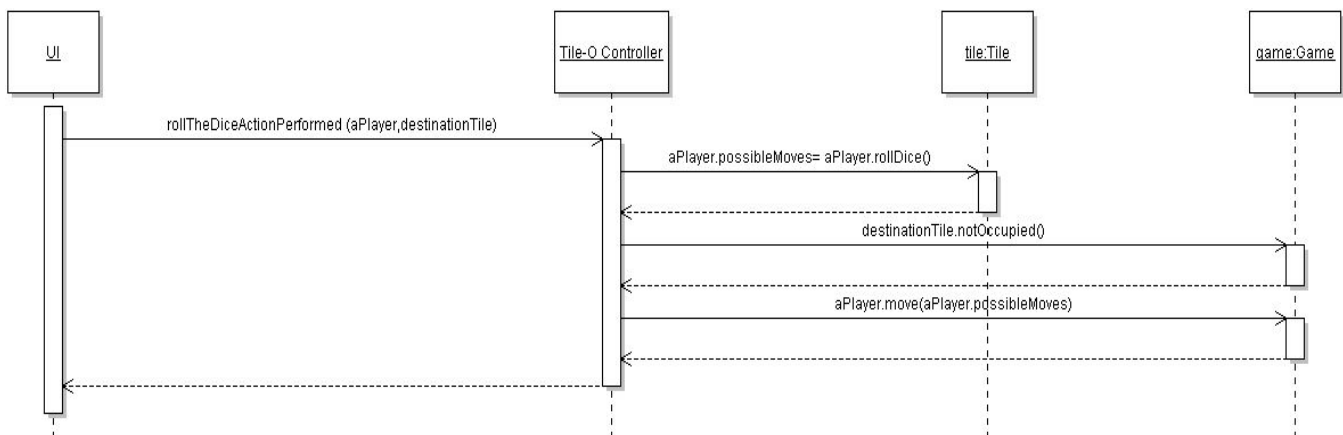 UI
Tile-O Controller
tile:Tile
game:Game
rollTheDiceActionPerformed (aPlayer,destinationTile)
aPlayer.possibleMoves= aPlayer.rollDice()
destinationTile.notOccupied()
aPlayer.move(aPlayer.possibleMoves)